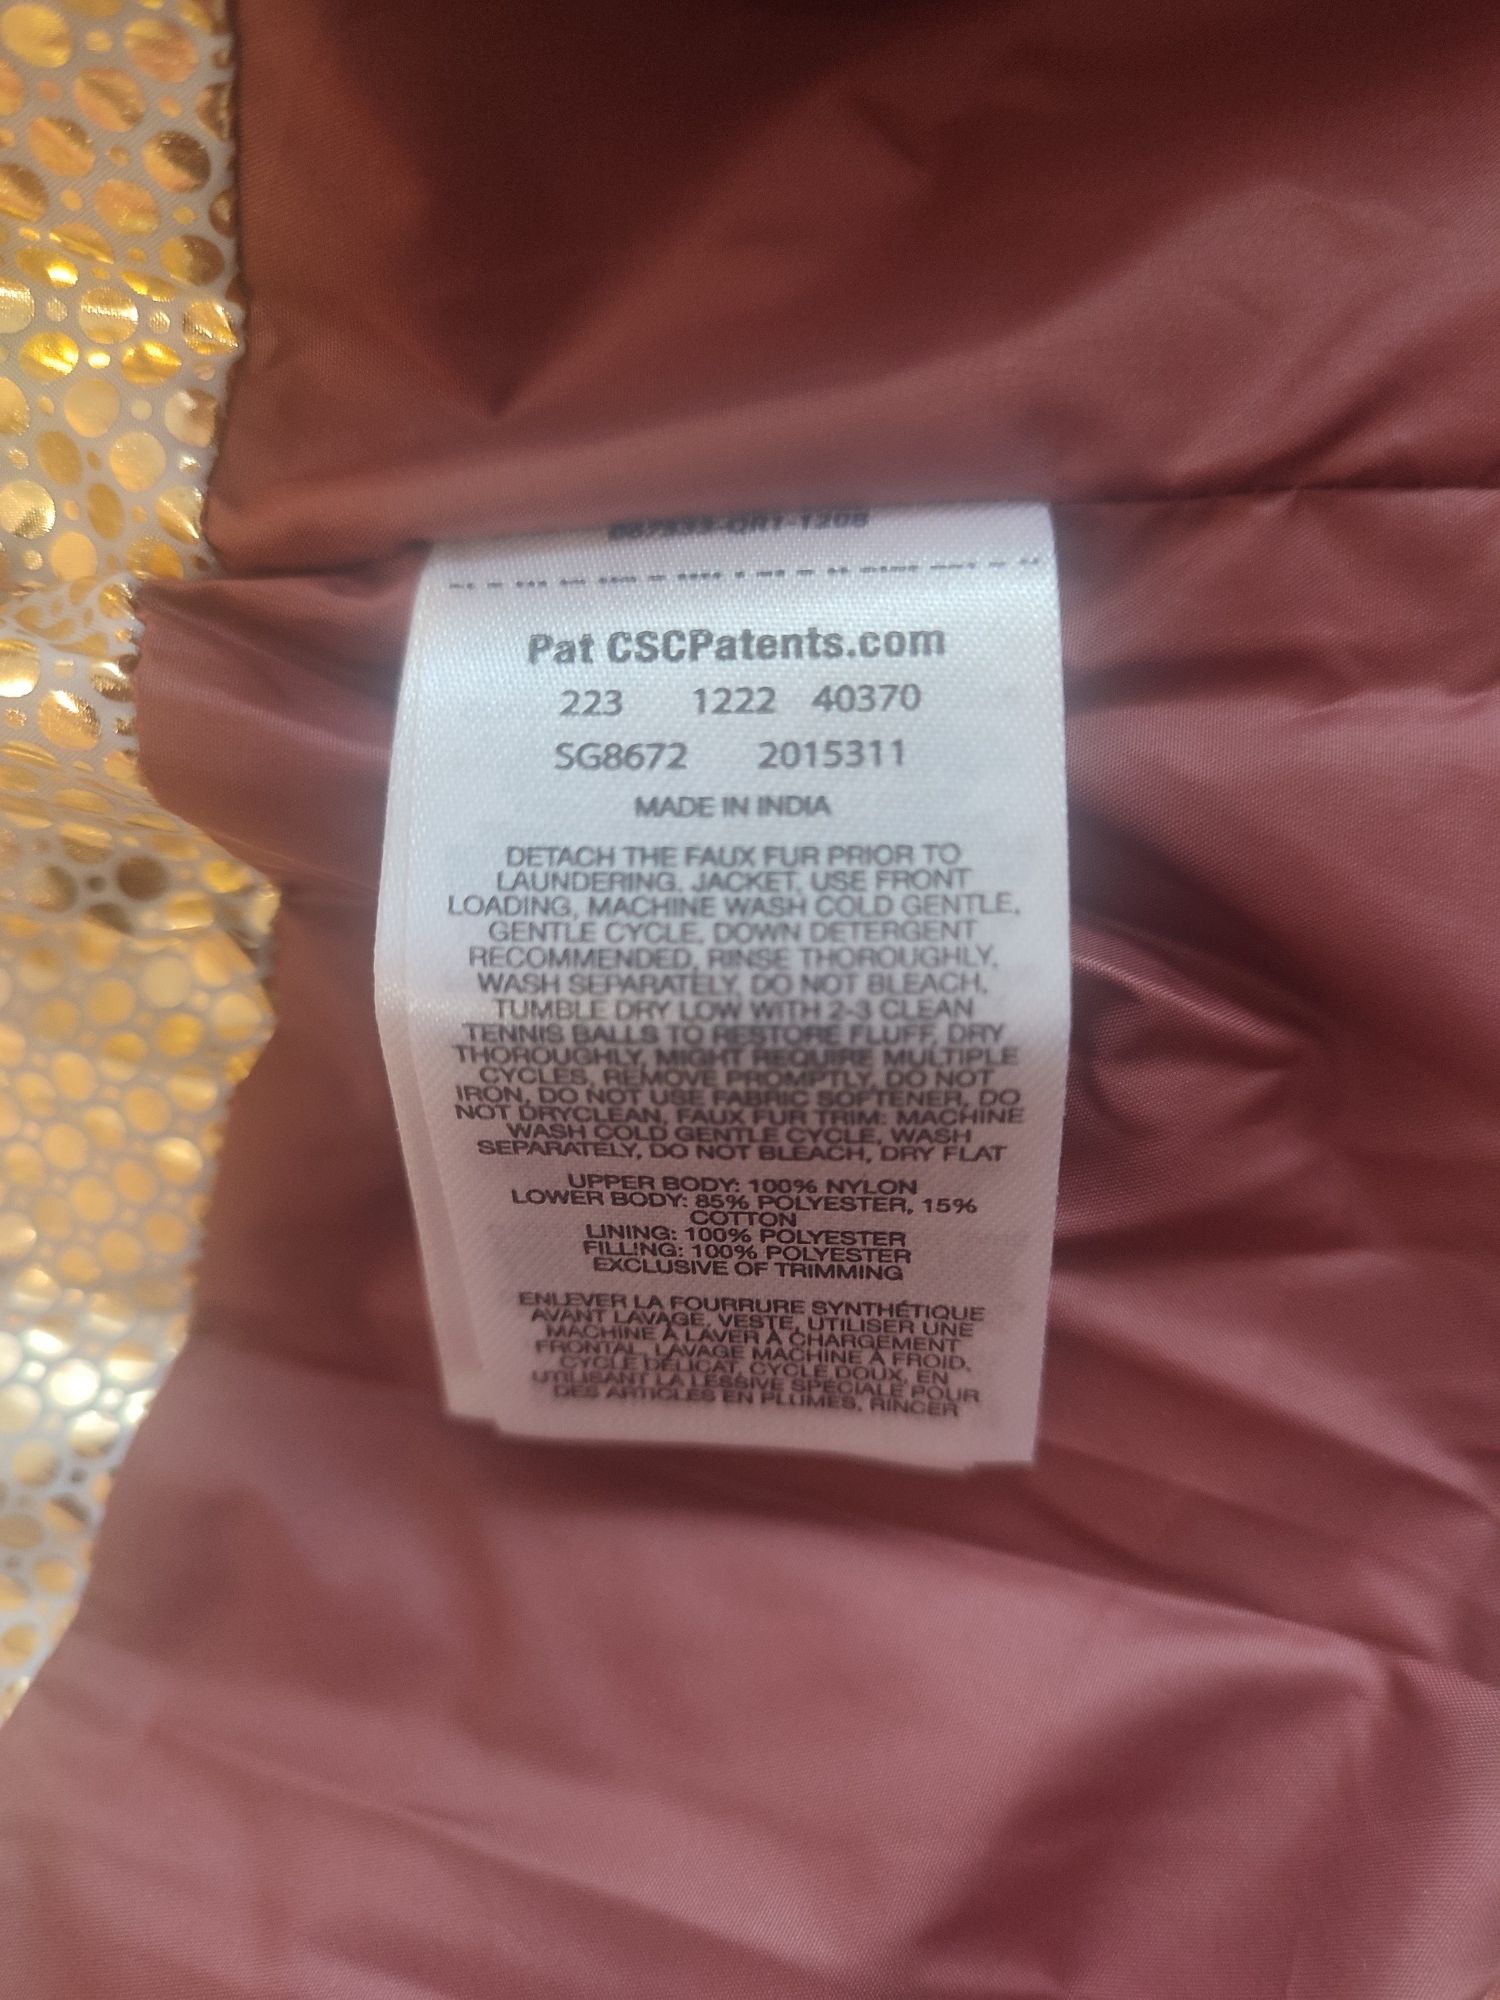 Pat CSCPatents.com
223 1222 40370
SG8672 2015311
MADE IN INDIA
DETACH THE FAUX FUR PRIOR TO
LAUNDERING. JACKET, USE FRONT
LOADING, MACHINE WASH COLD GENTLE,
GENTLE CYCLE, DOWN DETERGENT
RECOMMENDED, RINSE THOROUGHLY,
WASH SEPARATELY, DO NOT BLEACH,
TUMBLE DRY LOW WITH 2-3 CLEAN
TENNIS BALLS TO RESTORE FLUFF, DRY
THOROUGHLY, MIGHT REQUIRE MULTIPLE
CYCLES, REMOVE PROMPTLY, DO NOT
IRON, DO NOT USE FABRIC SOFTENER, DO
NOT DRYCLEAN, FAUX FUR TRIM: MACHINE
WASH COLD GENTLE CYCLE, WASH
SEPARATELY, DO NOT BLEACH, DRY FLAT
UPPER BODY: 100% NYLON
LOWER BODY: 85% POLYESTER, 15%
COTTON
LINING: 100% POLYESTER
FILLING: 100% POLYESTER
EXCLUSIVE OF TRIMMING
ENLEVER LA FOURRURE SYNTHÉTIQUE
AVANT LAVAGE, VESTE, UTILISER UNE
MACHINE À LAVER À CHARGEMENT
FRONTAL, LAVAGE MACHINE À FROID,
CYCLE DÉLICAT, CYCLE DOUX, EN
UTILISANT LA LESSIVE SPÉCIALE POUR
DES ARTICLES EN PLUMES, RINCER